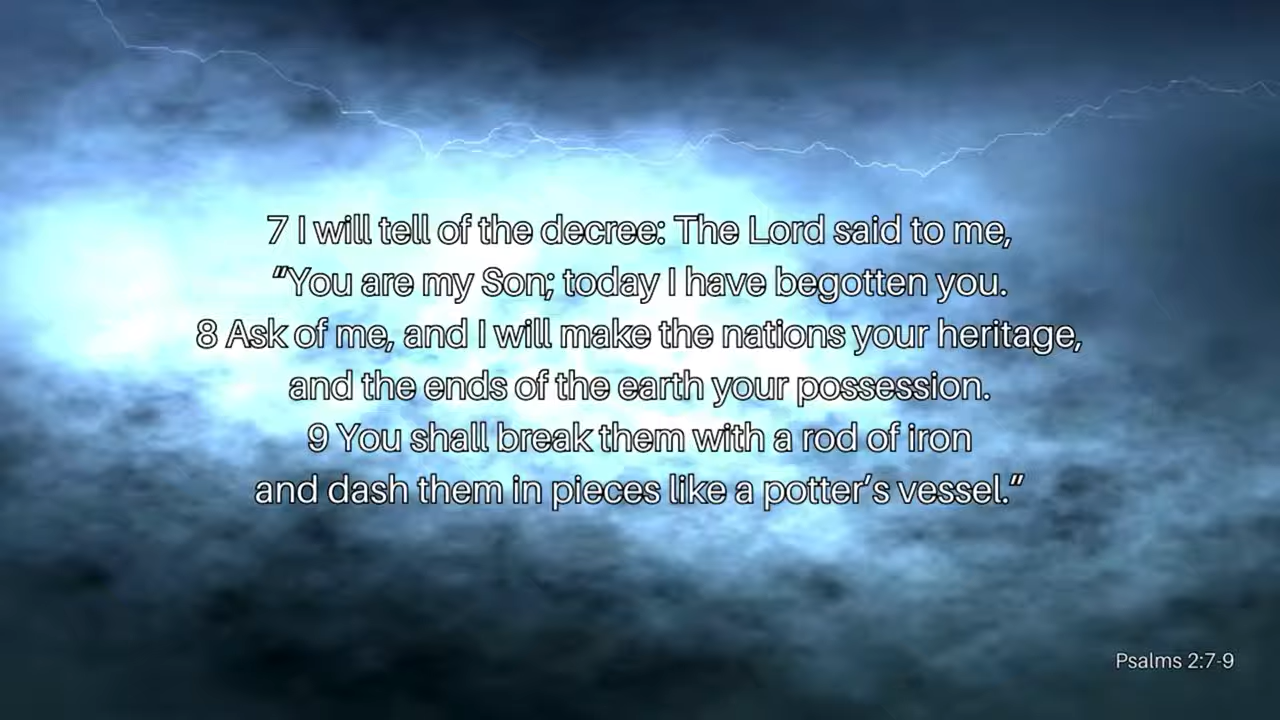 7 I will tell of the decree: The Lord said to me,
"You are my Son; today I have begotten you.
8 Ask of me, and I will make the nations your heritage,
and the ends of the earth your possession.
9 You shall break them with a rod of iron
and dash them in pieces like a potter's vessel."
Psalms 2:7-9